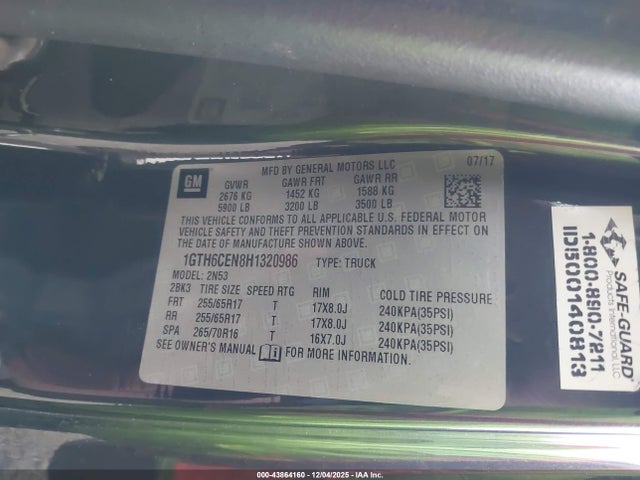 GM
MFD BY GENERAL MOTORS LLC 07/17
GVWR GAWR FRT GAWR RR
2676 KG 1452 KG 1588 KG
5900 LB 3200 LB 3500 LB
THIS VEHICLE CONFORMS TO ALL APPLICABLE U.S. FEDERAL MOTOR
VEHICLE SAFETY AND THEFT PREVENTION STANDARDS IN EFFECT ON
THE DATE OF MANUFACTURE SHOWN ABOVE.
1GTH6CEN8H1320986 TYPE: TRUCK
MODEL: 2N53
2BK3 TIRE SIZE SPEED RTG RIM COLD TIRE PRESSURE
FRT 255/65R17 T 17X8.0J 240KPA(35PSI)
RR 255/65R17 T 17X8.0J 240KPA(35PSI)
SPA 265/70R16 T 16X7.0J 240KPA(35PSI)
SEE OWNER'S MANUAL FOR MORE INFORMATION.
SAFE-GUARD
Products International, LLC
1-800-890-7211
IDI500140813
000-43864160 - 12/04/2025 - IAA Inc.